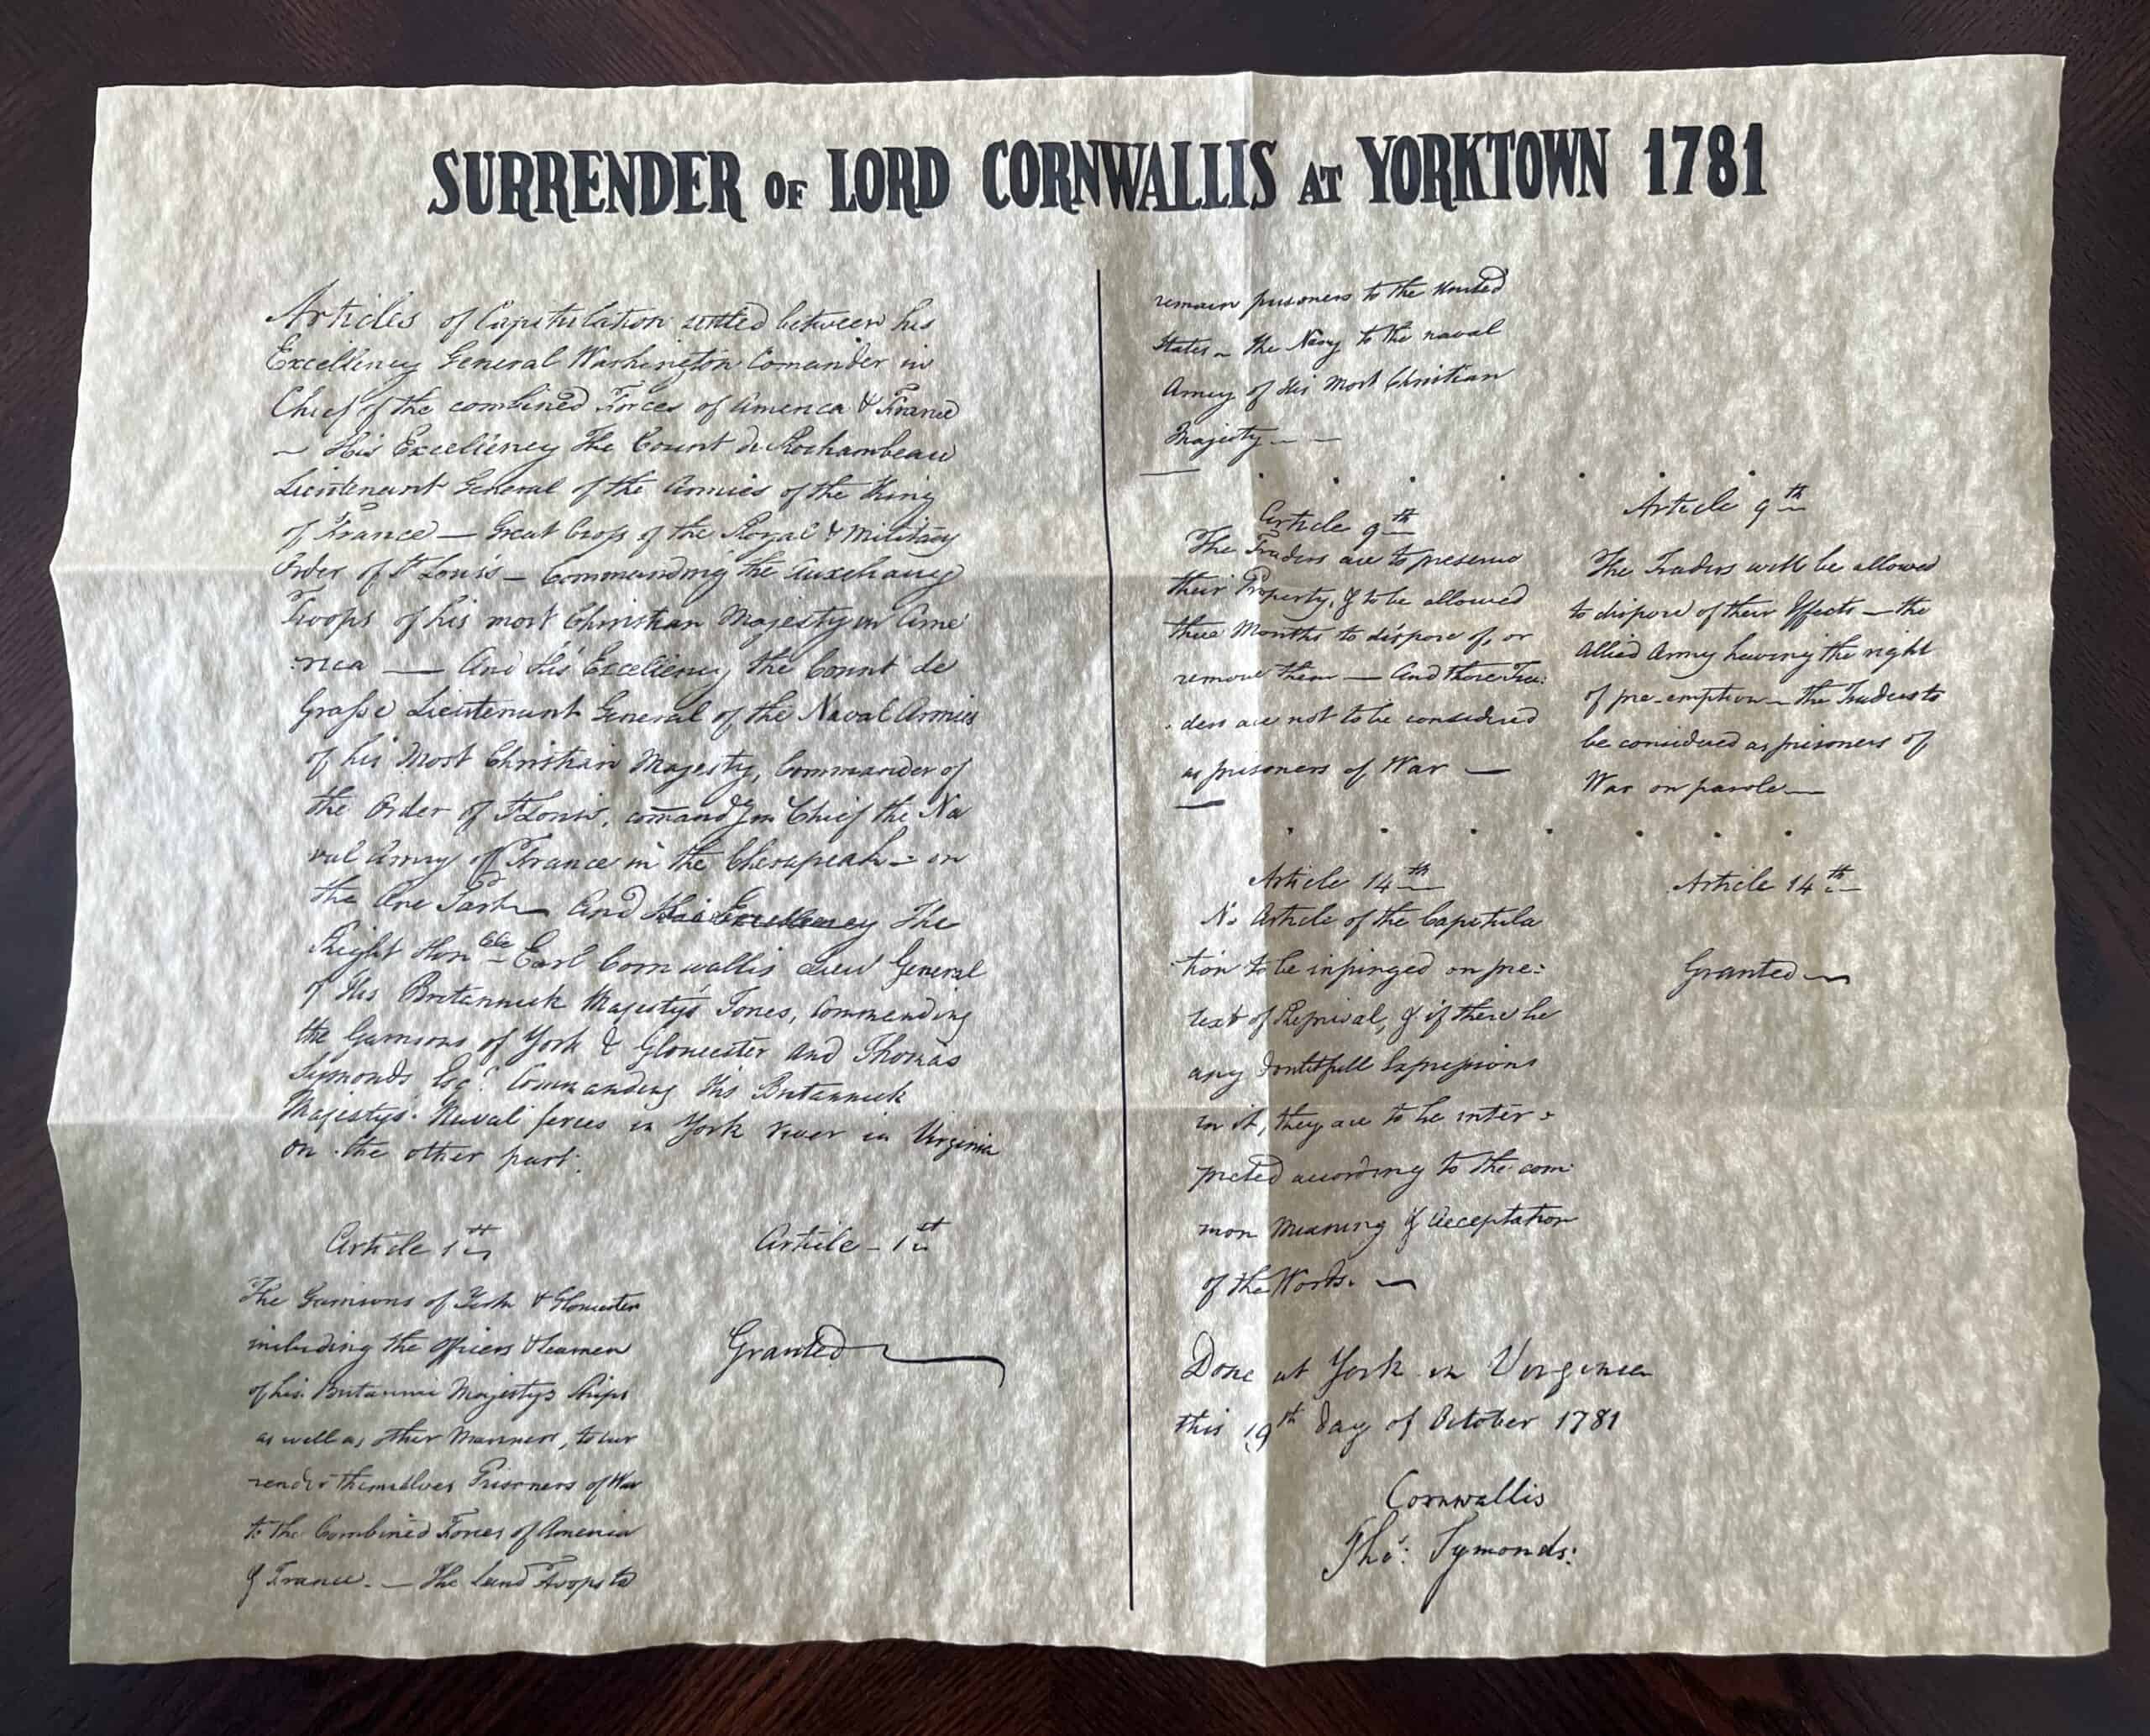 SURRENDER OF LORD CORNWALLIS AT YORKTOWN 1781
Articles of Capitulation settled between his
Excellency General Washington Comander in
Chief of the combined Forces of America & France
— His Excellency The Count de Rochambeau
Lieutenant General of the Armies of the King
of France — Great Cross of the Royal & Military
Order of St Louis — Commanding the Auxiliary
Troops of his most Christian Majesty in Ame
:rica — And His Excellency the Count de
Grasse Lieutenant General of the Naval Armies
of his Most Christian Majesty, Commander of
the Order of St Louis, comandg in Chief the Na
val Army of France in the Chesapeak — on
the One Part — And His Excellency The
Right Honble Earl Cornwallis Lieu General
of His Britannick Majesty's Forces, Commanding
the Garrisons of York & Gloucester and Thomas
Symonds Esqr. Commanding His Britannick
Majesty's Naval forces in York River in Virginia
on the other part.
Article 1st
The Garrisons of York & Gloucester
including the Officers & Seamen
of his Britannic Majesty's Ships
as well as other Mariners, to sur
render themselves Prisoners of War
to the Combined Forces of America
& France. — The Land Troops to
Article - 1st
Granted
remain prisoners to the United
States — The Navy to the naval
Army of His Most Christian
Majesty — —
Article 9th
The Traders are to preserve
their Property, & to be allowed
three Months to dispose of, or
remove them — And those Tra:
:ders are not to be considered
as prisoners of War —
Article 9th
The Traders will be allowed
to dispose of their Effects — the
Allied Army having the right
of pre-emption — The Traders to
be considered as prisoners of
War on parole —
Article 14th
No Article of the Capitula
:tion to be infringed on pre:
text of Reprisal, & if there be
any doubtfull Expressions
in it, they are to be inter:
preted according to the com:
mon Meaning & Acceptation
of the Words. —
Article 14th
Granted —
Done at York in Virginia
this 19th day of October 1781
Cornwallis
Thos: Symonds: